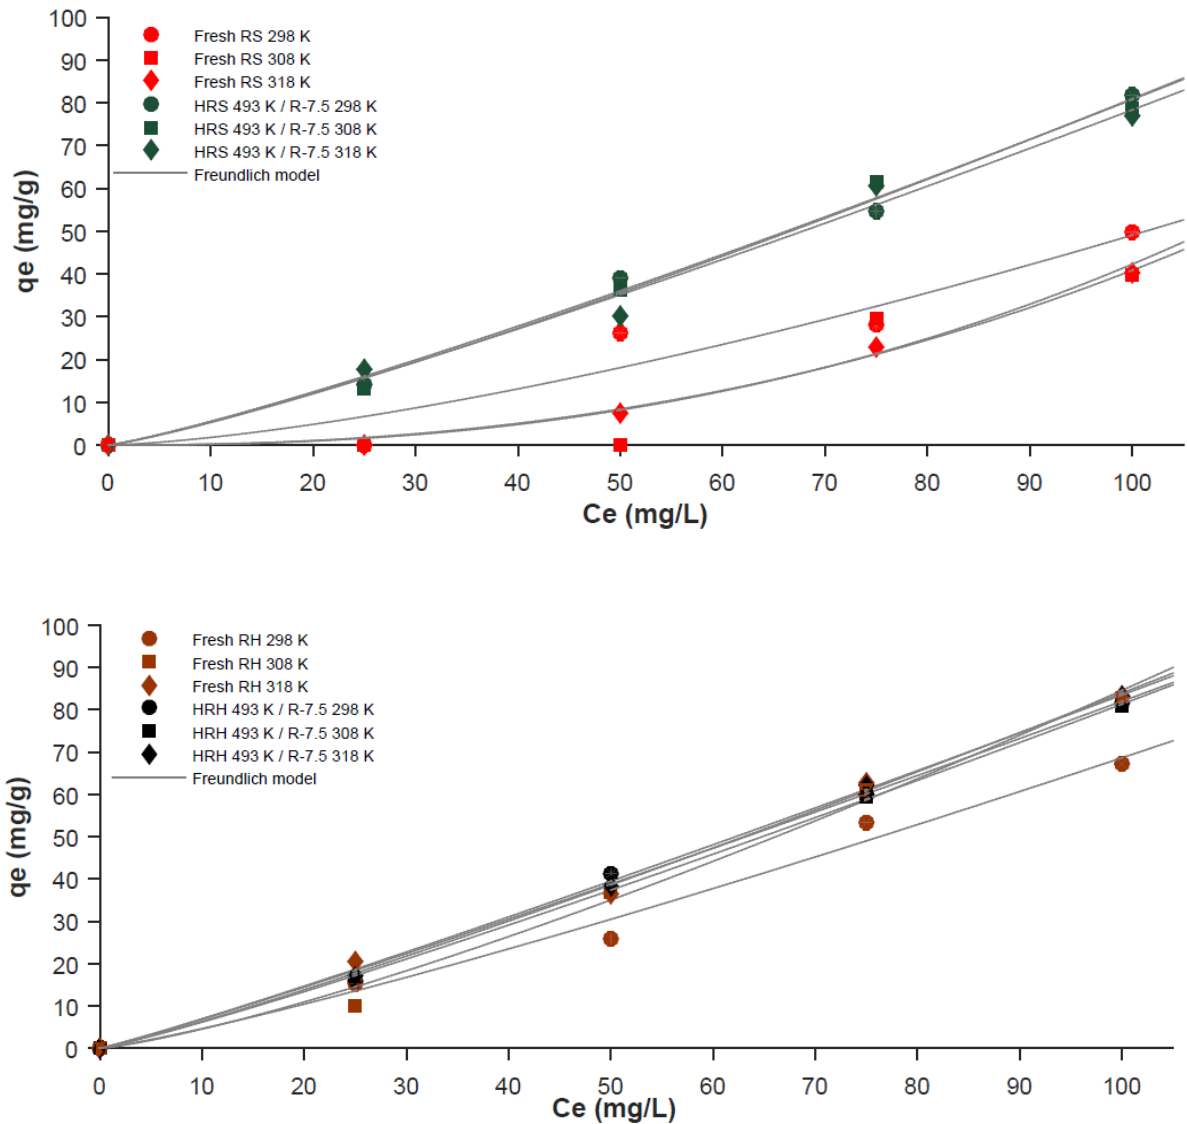 100
90
80
70
60
50
40
30
20
10
0
qe (mg/g)
Fresh RS 298 K
Fresh RS 308 K
Fresh RS 318 K
HRS 493 K / R-7.5 298 K
HRS 493 K / R-7.5 308 K
HRS 493 K / R-7.5 318 K
Freundlich model
0 10 20 30 40 50 60 70 80 90 100
Ce (mg/L)
100
90
80
70
60
50
40
30
20
10
0
qe (mg/g)
Fresh RH 298 K
Fresh RH 308 K
Fresh RH 318 K
HRH 493 K / R-7.5 298 K
HRH 493 K / R-7.5 308 K
HRH 493 K / R-7.5 318 K
Freundlich model
0 10 20 30 40 50 60 70 80 90 100
Ce (mg/L)